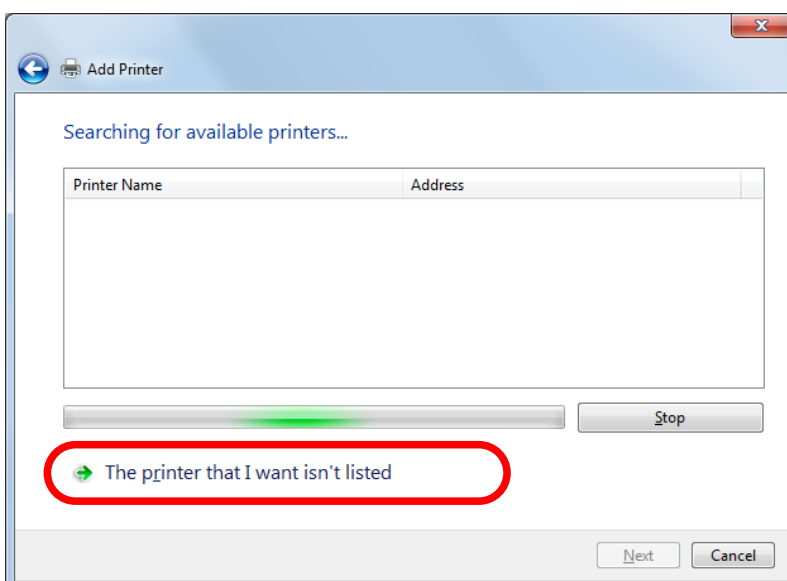 Add Printer
Searching for available printers...
Printer Name Address
Stop
The printer that I want isn't listed
Next Cancel